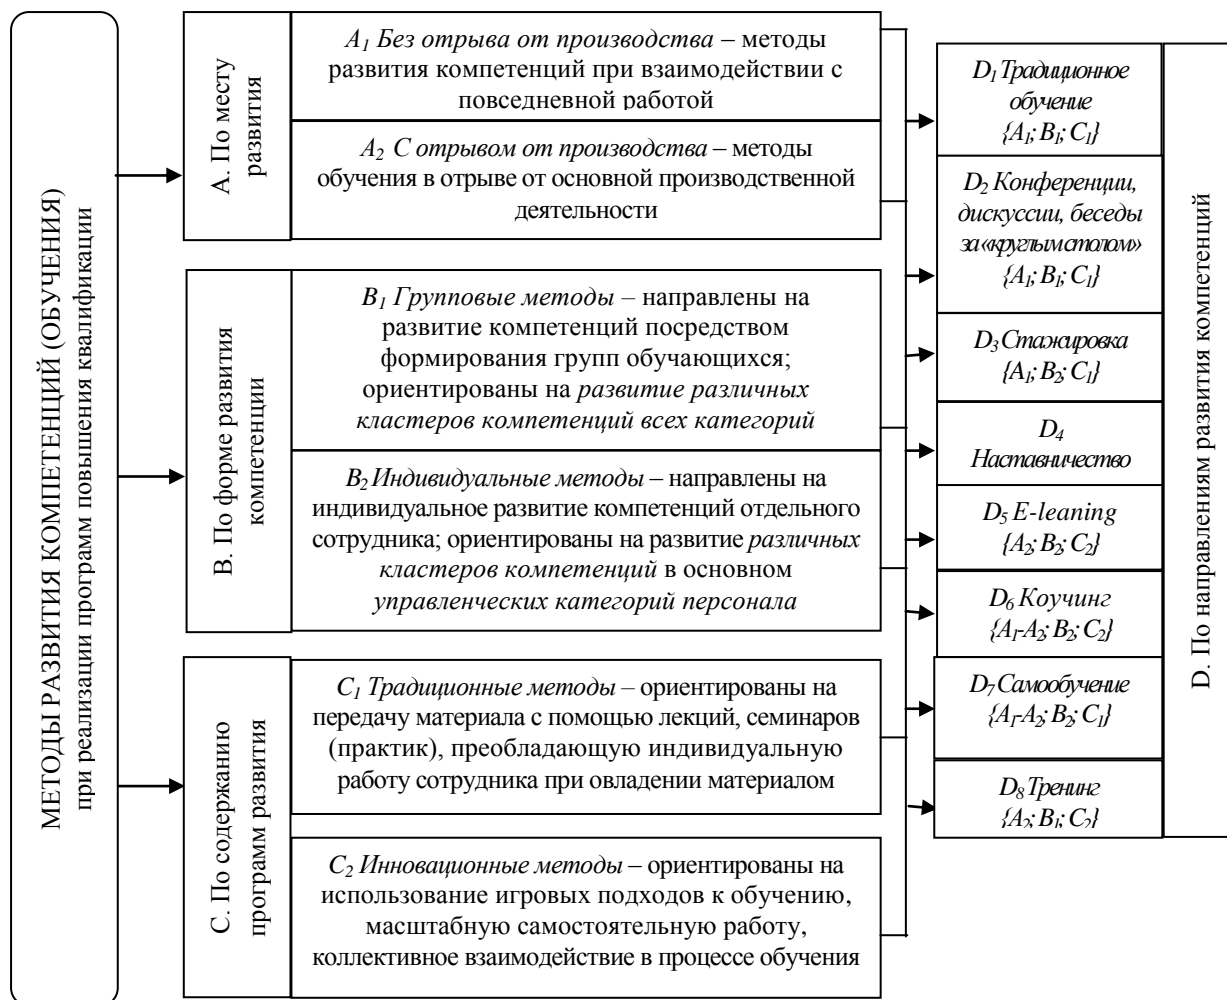 МЕТОДЫ РАЗВИТИЯ КОМПЕТЕНЦИЙ (ОБУЧЕНИЯ)
при реализации программ повышения квалификации
А. По месту
развития
A₁ Без отрыва от производства – методы
развития компетенций при взаимодействии с
повседневной работой
A₂ С отрывом от производства – методы
обучения в отрыве от основной производственной
деятельности
В. По форме развития
компетенции
B₁ Групповые методы – направлены на
развитие компетенций посредством
формирования групп обучающихся;
ориентированы на развитие различных
кластеров компетенций всех категорий
B₂ Индивидуальные методы – направлены на
индивидуальное развитие компетенций отдельного
сотрудника; ориентированы на развитие различных
кластеров компетенций в основном
управленческих категорий персонала
С. По содержанию
программ развития
C₁ Традиционные методы – ориентированы на
передачу материала с помощью лекций, семинаров
(практик), преобладающую индивидуальную
работу сотрудника при овладении материалом
C₂ Инновационные методы – ориентированы на
использование игровых подходов к обучению,
масштабную самостоятельную работу,
коллективное взаимодействие в процессе обучения
D₁ Традиционное
обучение
{A₁; B₁; C₁}
D₂ Конференции,
дискуссии, беседы
за «круглым столом»
{A₁; B₁; C₁}
D₃ Стажировка
{A₁; B₂; C₁}
D₄
Наставничество
D₅ E-leaning
{A₂; B₂; C₂}
D₆ Коучинг
{A₁-A₂; B₂; C₂}
D₇ Самообучение
{A₁-A₂; B₂; C₁}
D₈ Тренинг
{A₂; B₁; C₂}
D. По направлениям развития компетенций